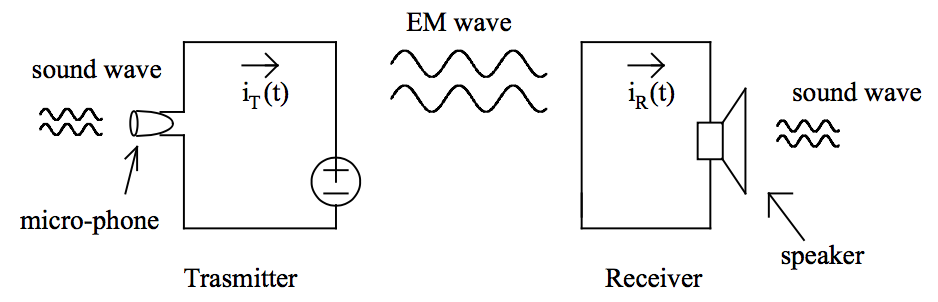 EM wave
sound wave
i_T(t)
i_R(t)
sound wave
+
−
micro-phone
speaker
Trasmitter
Receiver